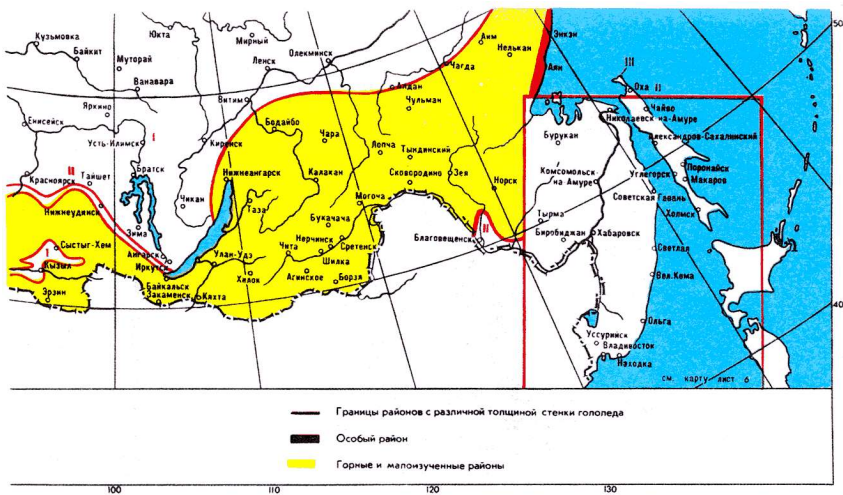 Кузьмовка
Байкит
Юкта
Муторай
Ванавара
Мирный
Ленск
Олекминск
Аим
Нелькан
Энкэн
Аян
50
Яркино
Енисейск
Витим
Алдан
Чагда
Чульман
III
Оха
II
Чайво
Николаевск-на-Амуре
Александров-Сахалинский
I
Усть-Илимск
Киренск
Бодайбо
Чара
Лопча
Тындинский
Бурукан
Красноярск
II
Тайшет
Братск
Нижнеангарск
Калакан
Сковородино
Зея
Комсомольск
на-Амуре
Углегорск
Поронайск
Макаров
Нижнеудинск
Чикан
Таза
Могоча
Норск
Советская Гавань
Холмск
Букачача
Тырма
Зима
Сыстыг-Хем
I
Кызыл
Ангарск
Иркутск
Улан-Удэ
Чита
Нерчинск
Сретенск
Шилка
Благовещенск
II
Биробиджан
Хабаровск
Светлая
Эрзин
Байкальск
Закаменск
Кяхта
Хилок
Агинское
Борзя
Вел.Кема
Ольга
40
Уссурийск
Владивосток
Находка
см. карту лист 6
Границы районов с различной толщиной стенки гололеда
Особый район
Горные и малоизученные районы
100
110
120
130